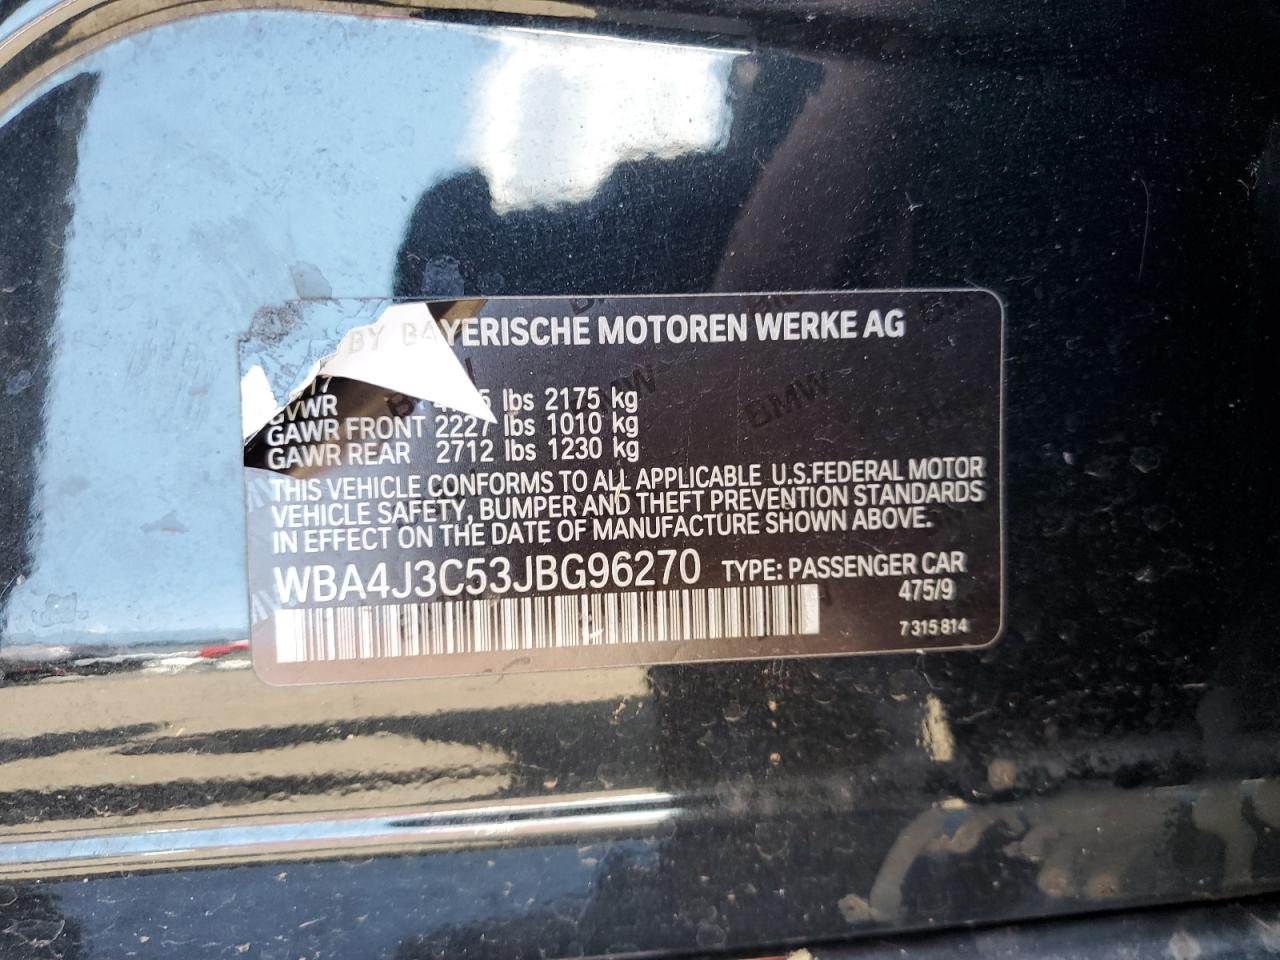 BY BAYERISCHE MOTOREN WERKE AG
17
GVWR lbs 2175 kg
GAWR FRONT 2227 lbs 1010 kg
GAWR REAR 2712 lbs 1230 kg
THIS VEHICLE CONFORMS TO ALL APPLICABLE U.S.FEDERAL MOTOR
VEHICLE SAFETY, BUMPER AND THEFT PREVENTION STANDARDS
IN EFFECT ON THE DATE OF MANUFACTURE SHOWN ABOVE.
WBA4J3C53JBG96270 TYPE: PASSENGER CAR
475/9
7 315 814